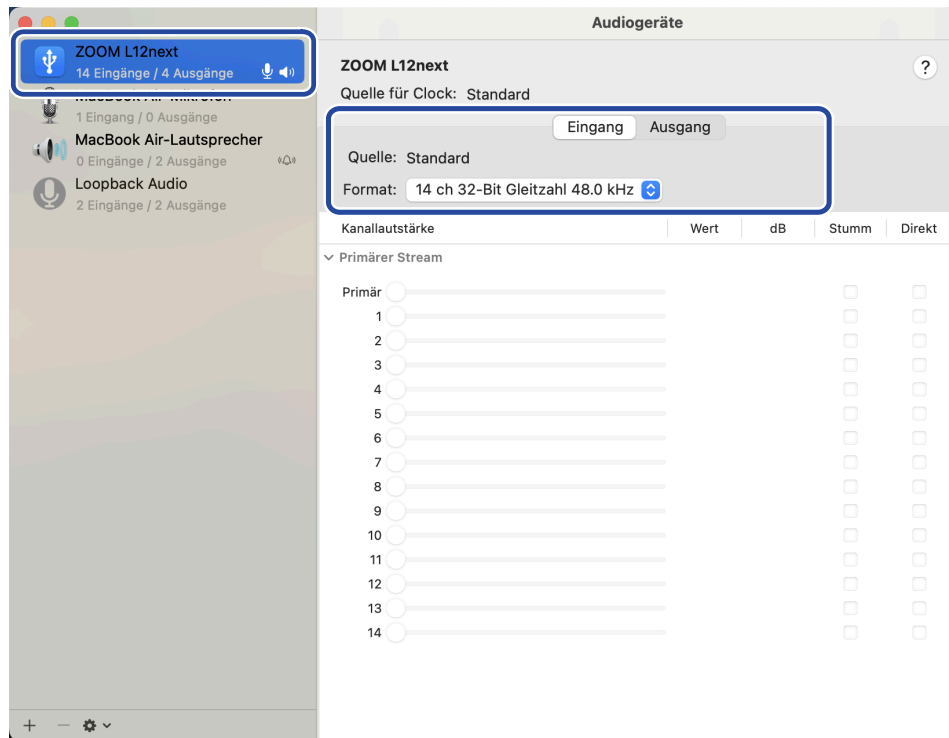 Audiogeräte
ZOOM L12next
14 Eingänge / 4 Ausgänge
MacBook Air-Mikrofon
1 Eingang / 0 Ausgänge
MacBook Air-Lautsprecher
0 Eingänge / 2 Ausgänge
Loopback Audio
2 Eingänge / 2 Ausgänge
ZOOM L12next
?
Quelle für Clock: Standard
Eingang Ausgang
Quelle: Standard
Format: 14 ch 32-Bit Gleitzahl 48.0 kHz
Kanallautstärke Wert dB Stumm Direkt
Primärer Stream
Primär
1
2
3
4
5
6
7
8
9
10
11
12
13
14